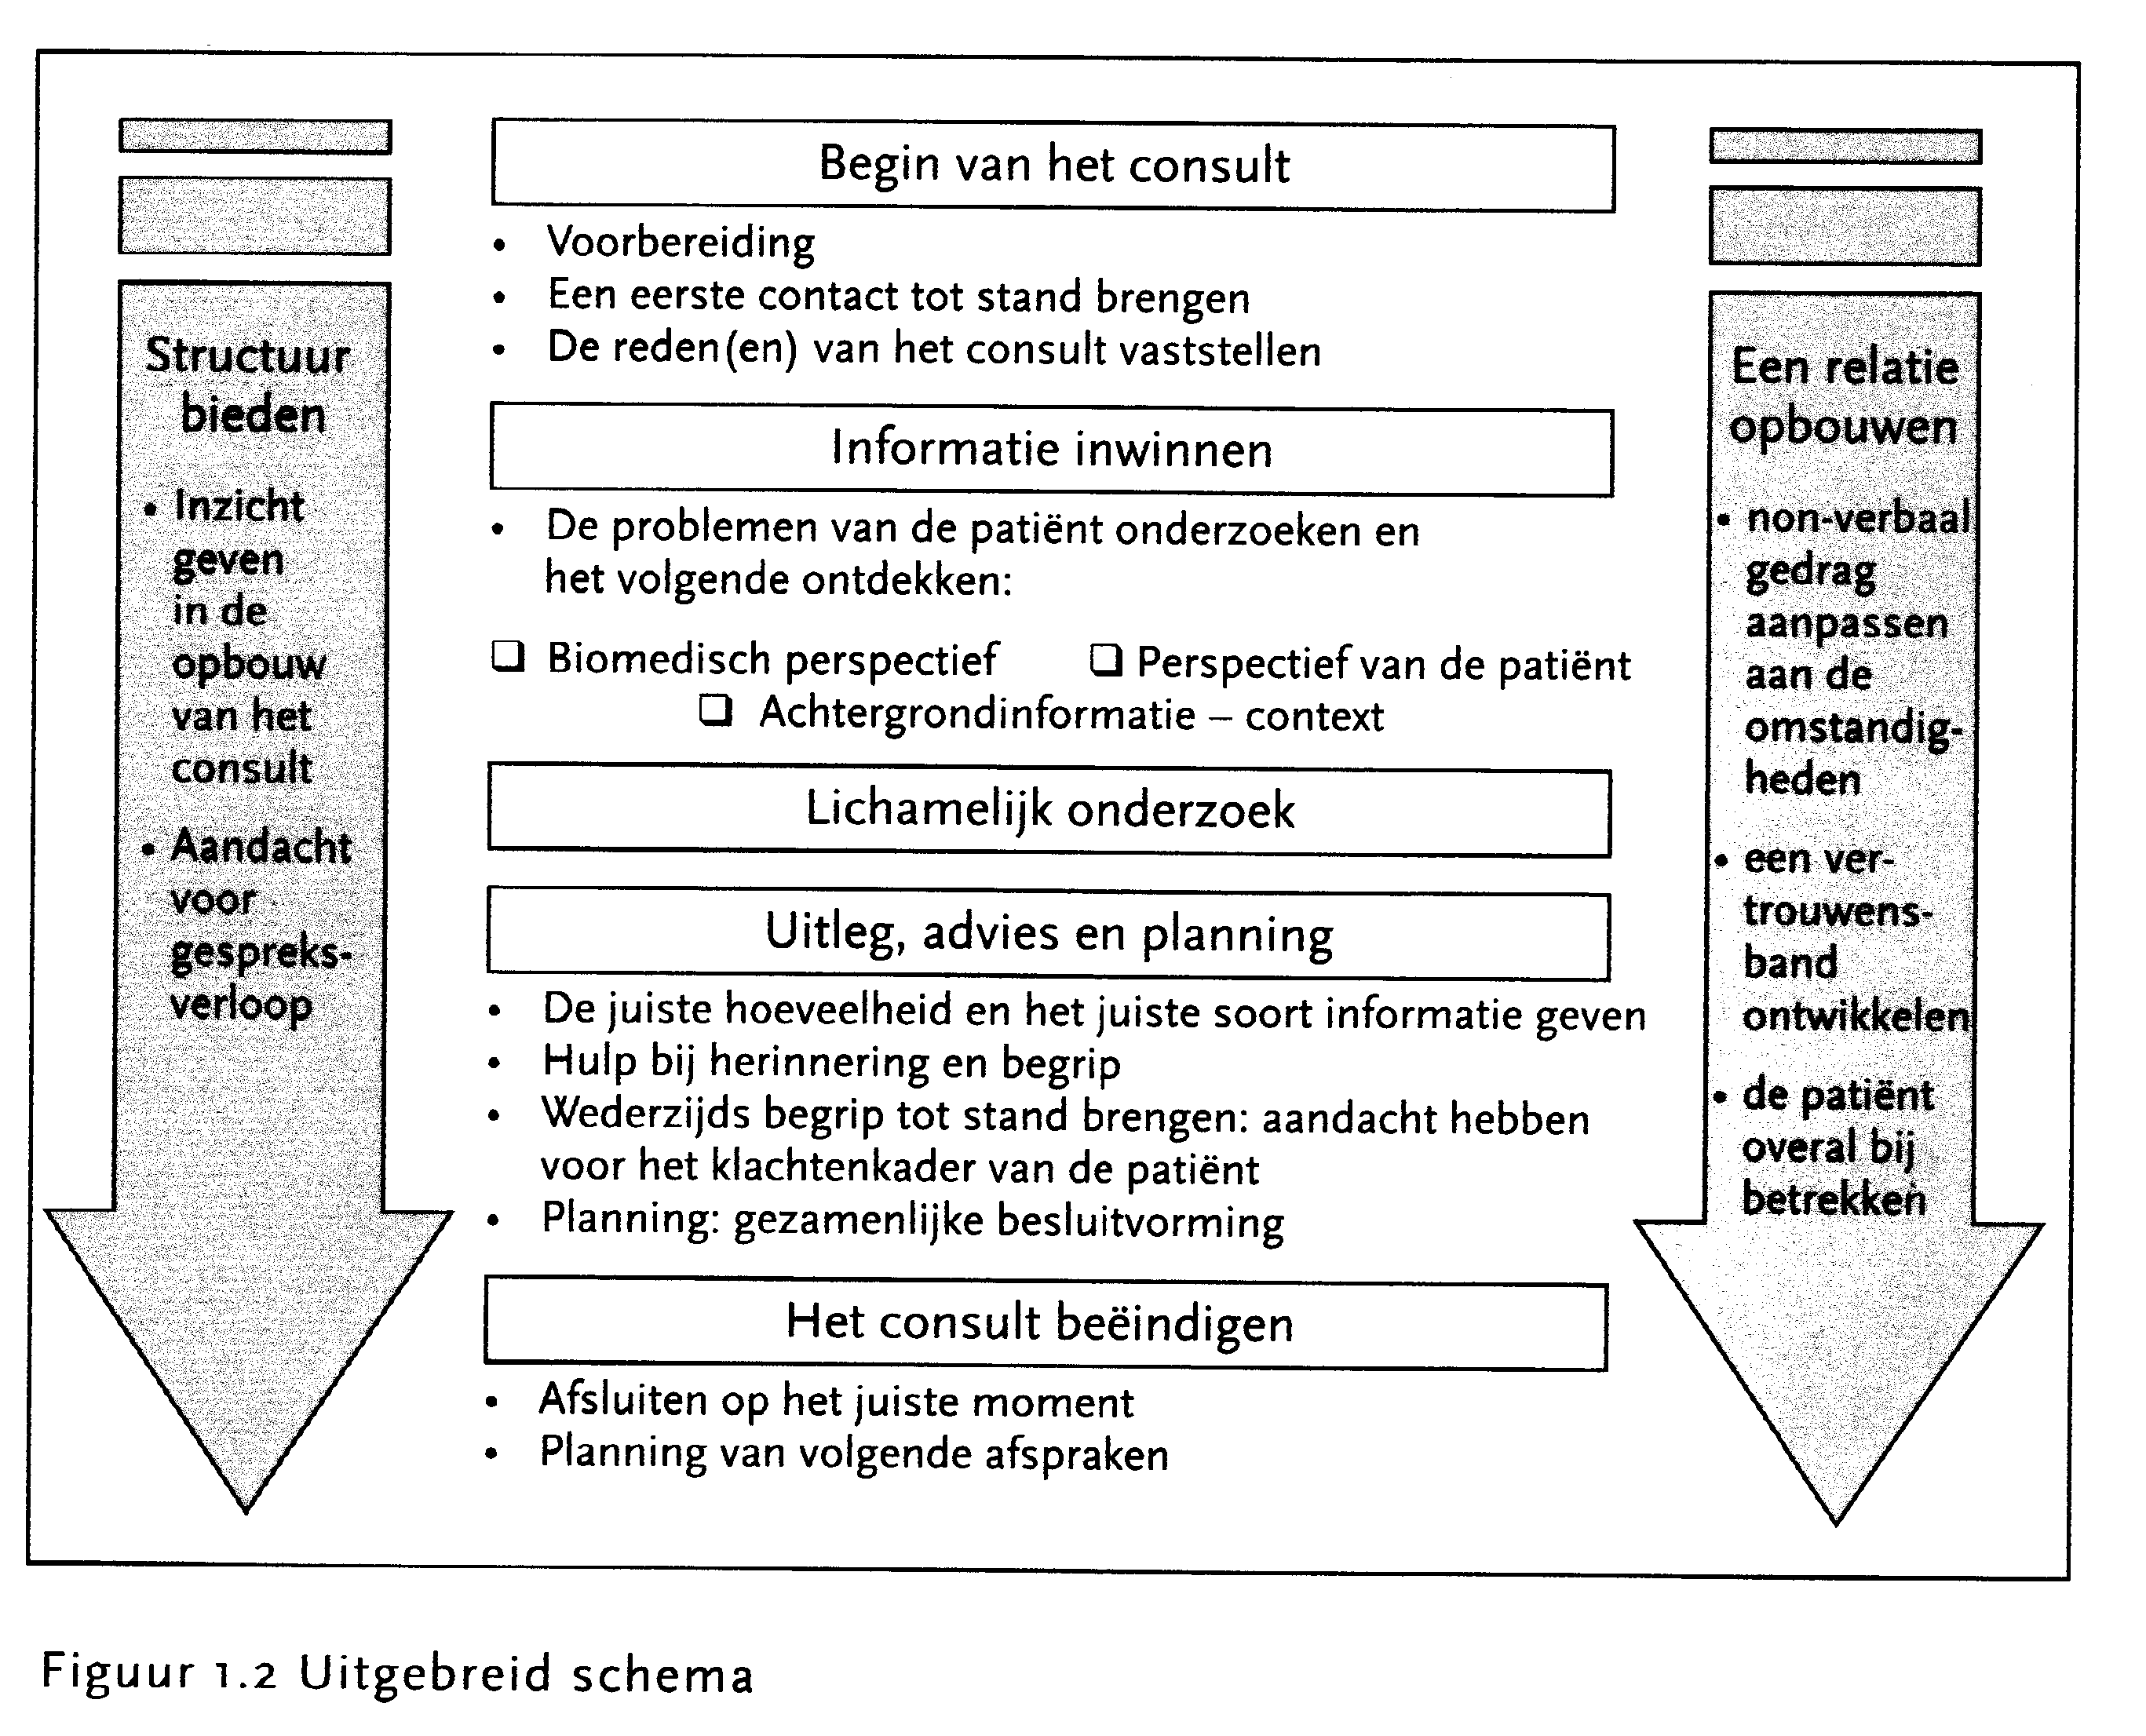 Structuur
bieden
• Inzicht
geven
in de
opbouw
van het
consult
• Aandacht
voor
gespreks-
verloop
Begin van het consult
• Voorbereiding
• Een eerste contact tot stand brengen
• De reden(en) van het consult vaststellen
Informatie inwinnen
• De problemen van de patiënt onderzoeken en
het volgende ontdekken:
❑ Biomedisch perspectief ❑ Perspectief van de patiënt
❑ Achtergrondinformatie – context
Lichamelijk onderzoek
Uitleg, advies en planning
• De juiste hoeveelheid en het juiste soort informatie geven
• Hulp bij herinnering en begrip
• Wederzijds begrip tot stand brengen: aandacht hebben
voor het klachtenkader van de patiënt
• Planning: gezamenlijke besluitvorming
Het consult beëindigen
• Afsluiten op het juiste moment
• Planning van volgende afspraken
Een relatie
opbouwen
• non-verbaal
gedrag
aanpassen
aan de
omstandig-
heden
• een ver-
trouwens-
band
ontwikkelen
• de patiënt
overal bij
betrekken
Figuur 1.2 Uitgebreid schema